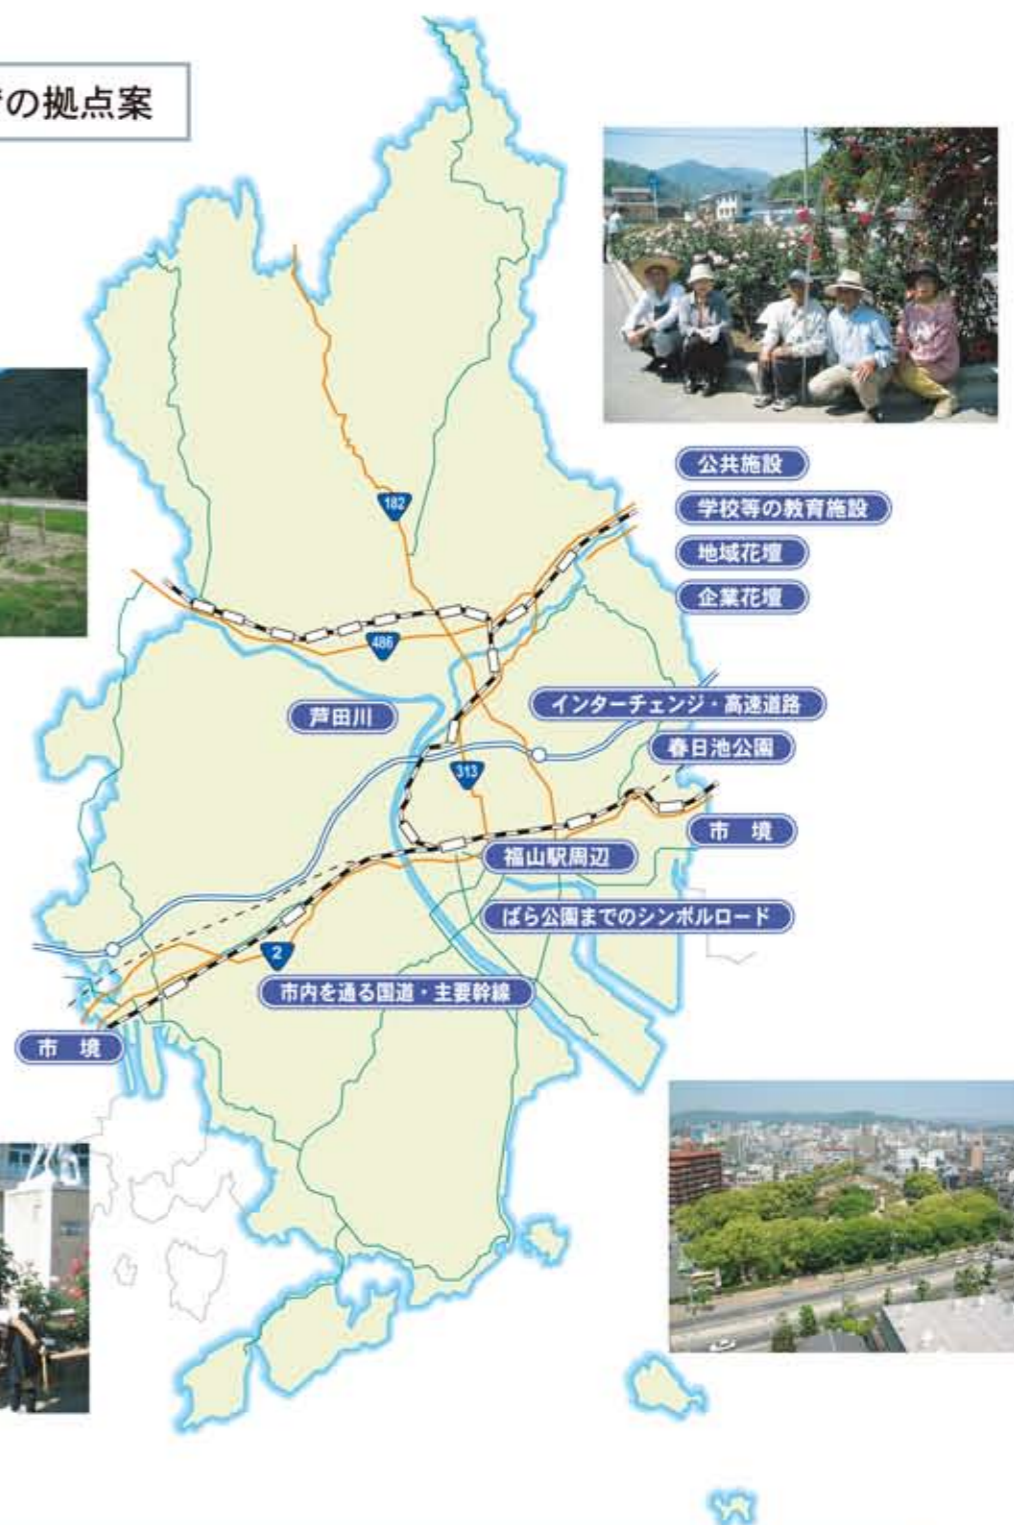 の拠点案
公共施設
学校等の教育施設
182
地域花壇
企業花壇
486
インターチェンジ・高速道路
芦田川
春日池公園
313
市 境
福山駅周辺
ばら公園までのシンボルロード
2
市内を通る国道・主要幹線
市 境